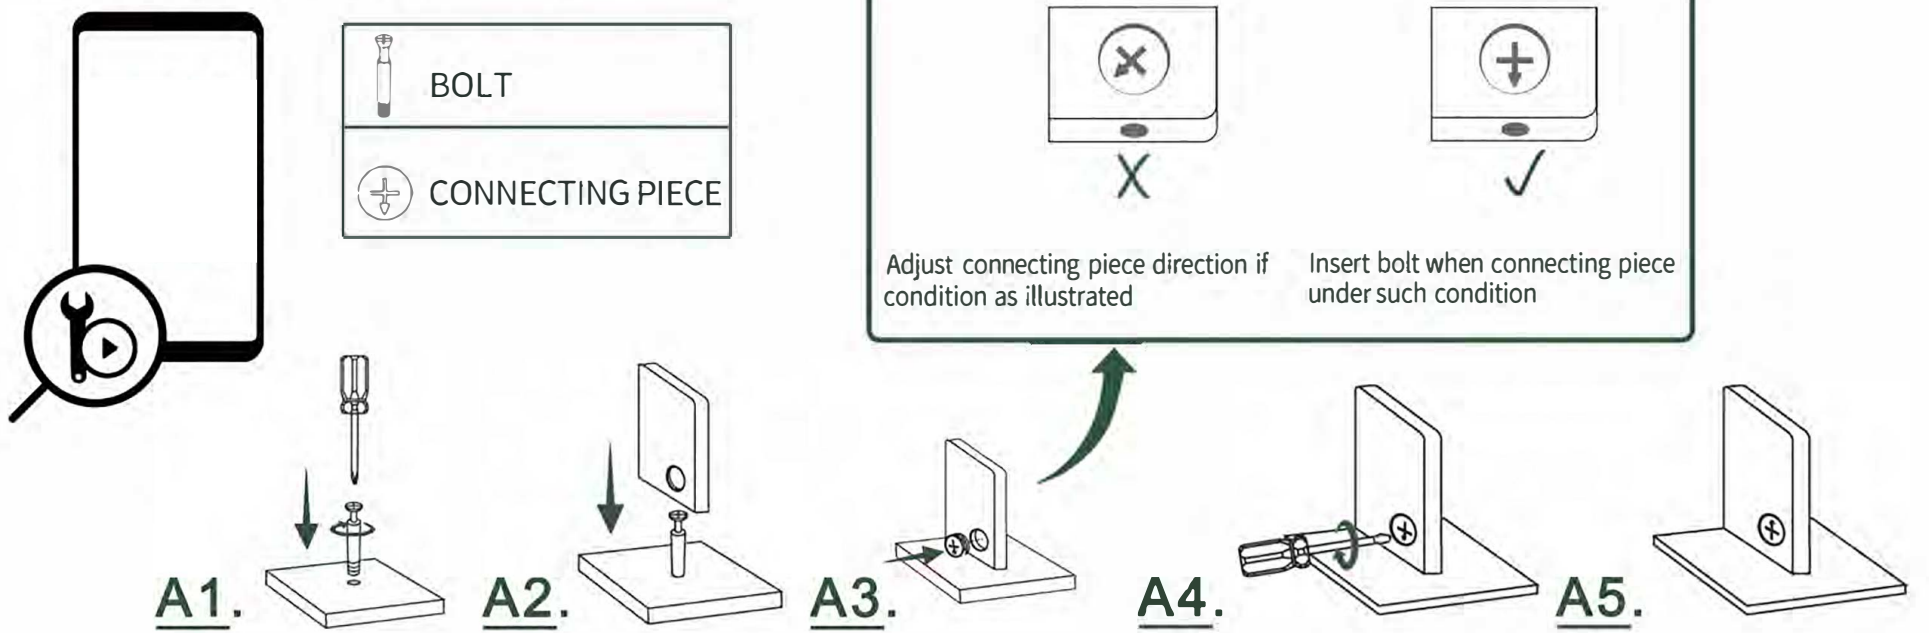 BOLT
CONNECTING PIECE
X
✓
Adjust connecting piece direction if
condition as illustrated
Insert bolt when connecting piece
under such condition
A1.
A2.
A3.
A4.
A5.